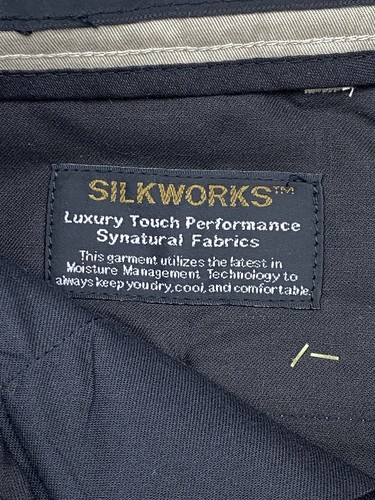 SILKWORKS™
Luxury Touch Performance
Synatural Fabrics
This garment utilizes the latest in
Moisture Management Technology to
always keep you dry, cool, and comfortable.